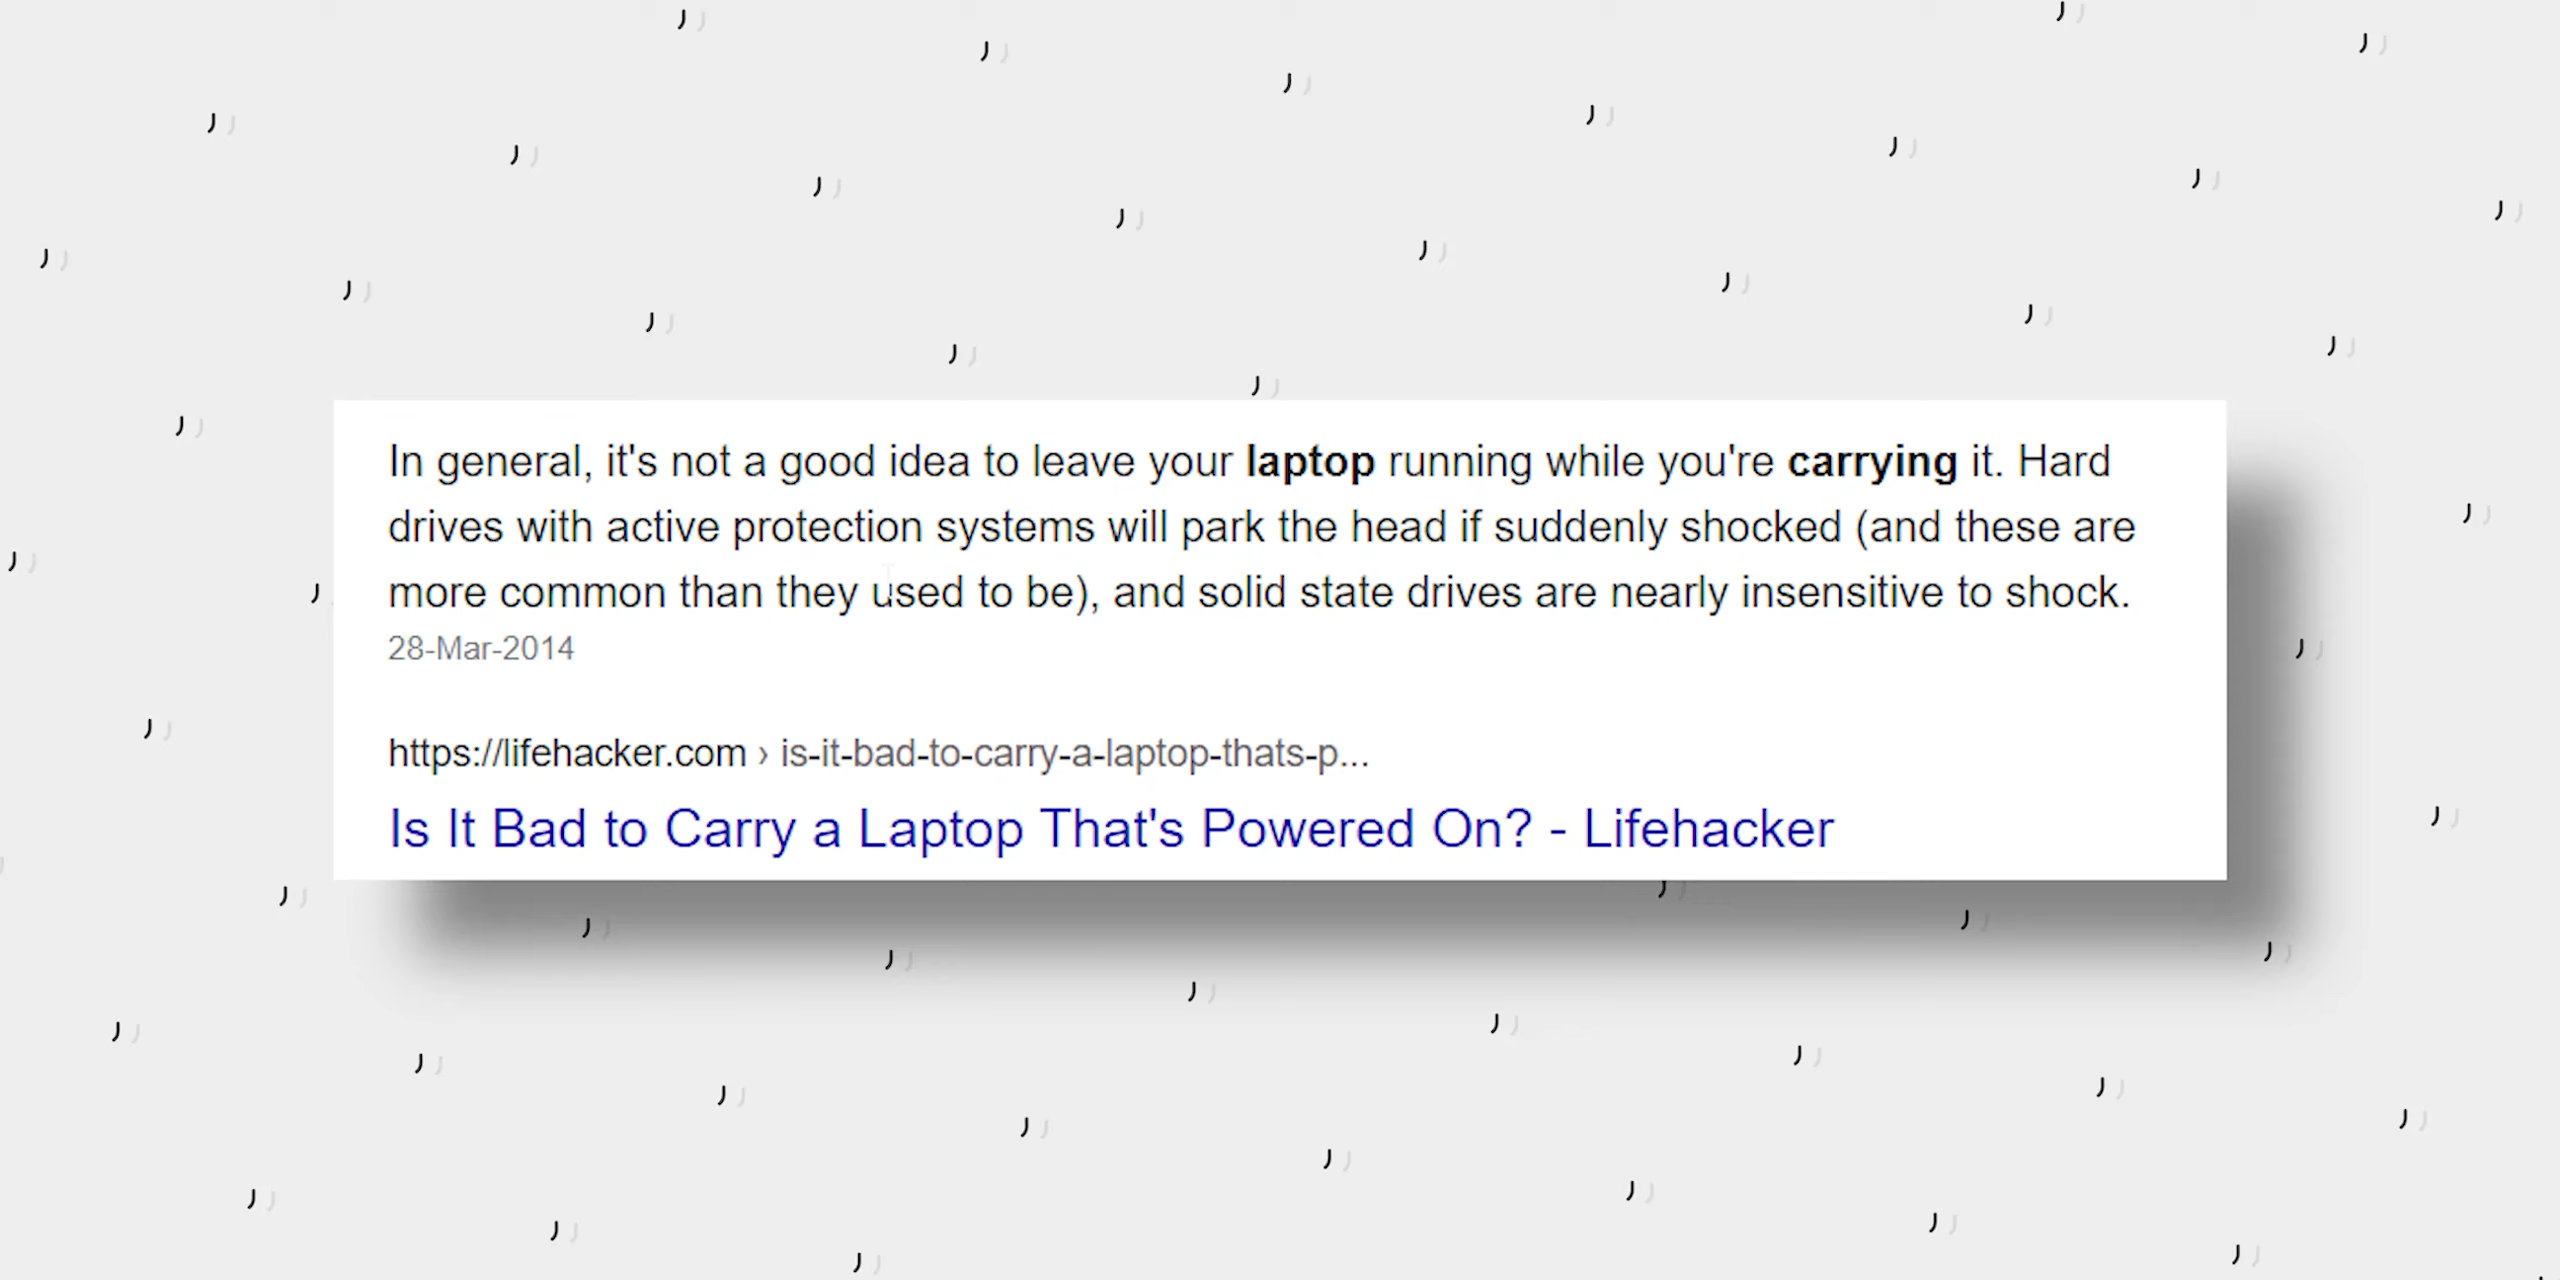 In general, it's not a good idea to leave your laptop running while you're carrying it. Hard
drives with active protection systems will park the head if suddenly shocked (and these are
more common than they used to be), and solid state drives are nearly insensitive to shock.
28-Mar-2014
https://lifehacker.com › is-it-bad-to-carry-a-laptop-thats-p...
Is It Bad to Carry a Laptop That's Powered On? - Lifehacker